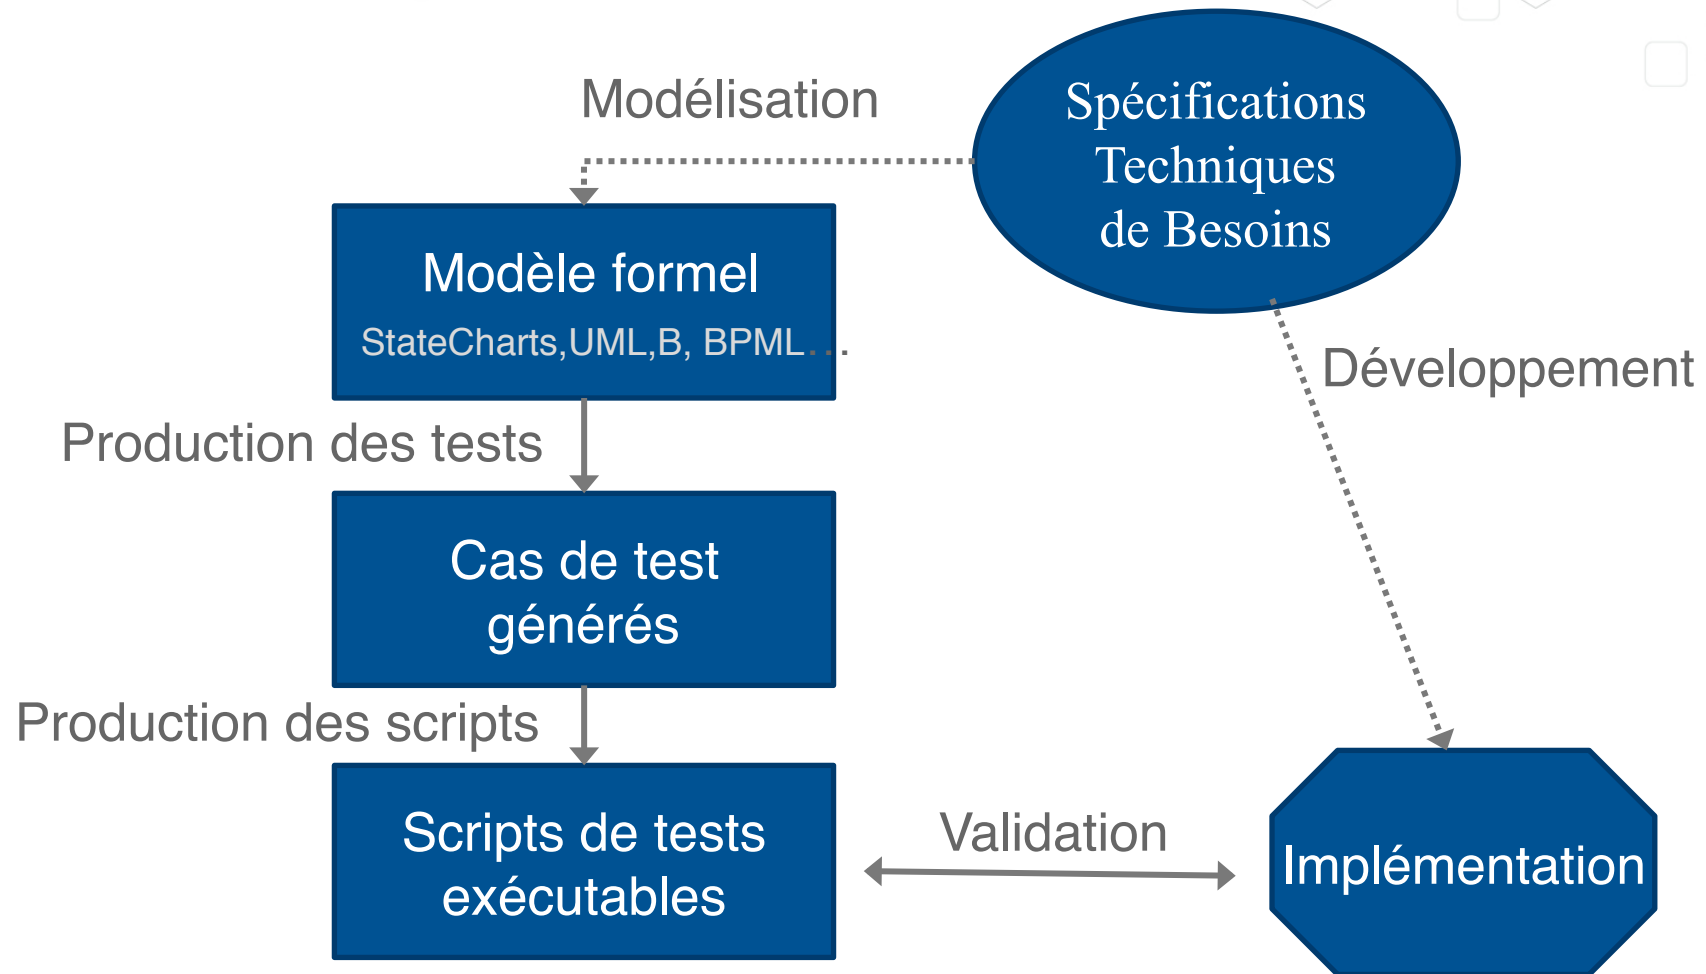 Modélisation
Spécifications
Techniques
de Besoins
Modèle formel
StateCharts,UML,B, BPML…
Développement
Production des tests
Cas de test
générés
Production des scripts
Scripts de tests
exécutables
Validation
Implémentation